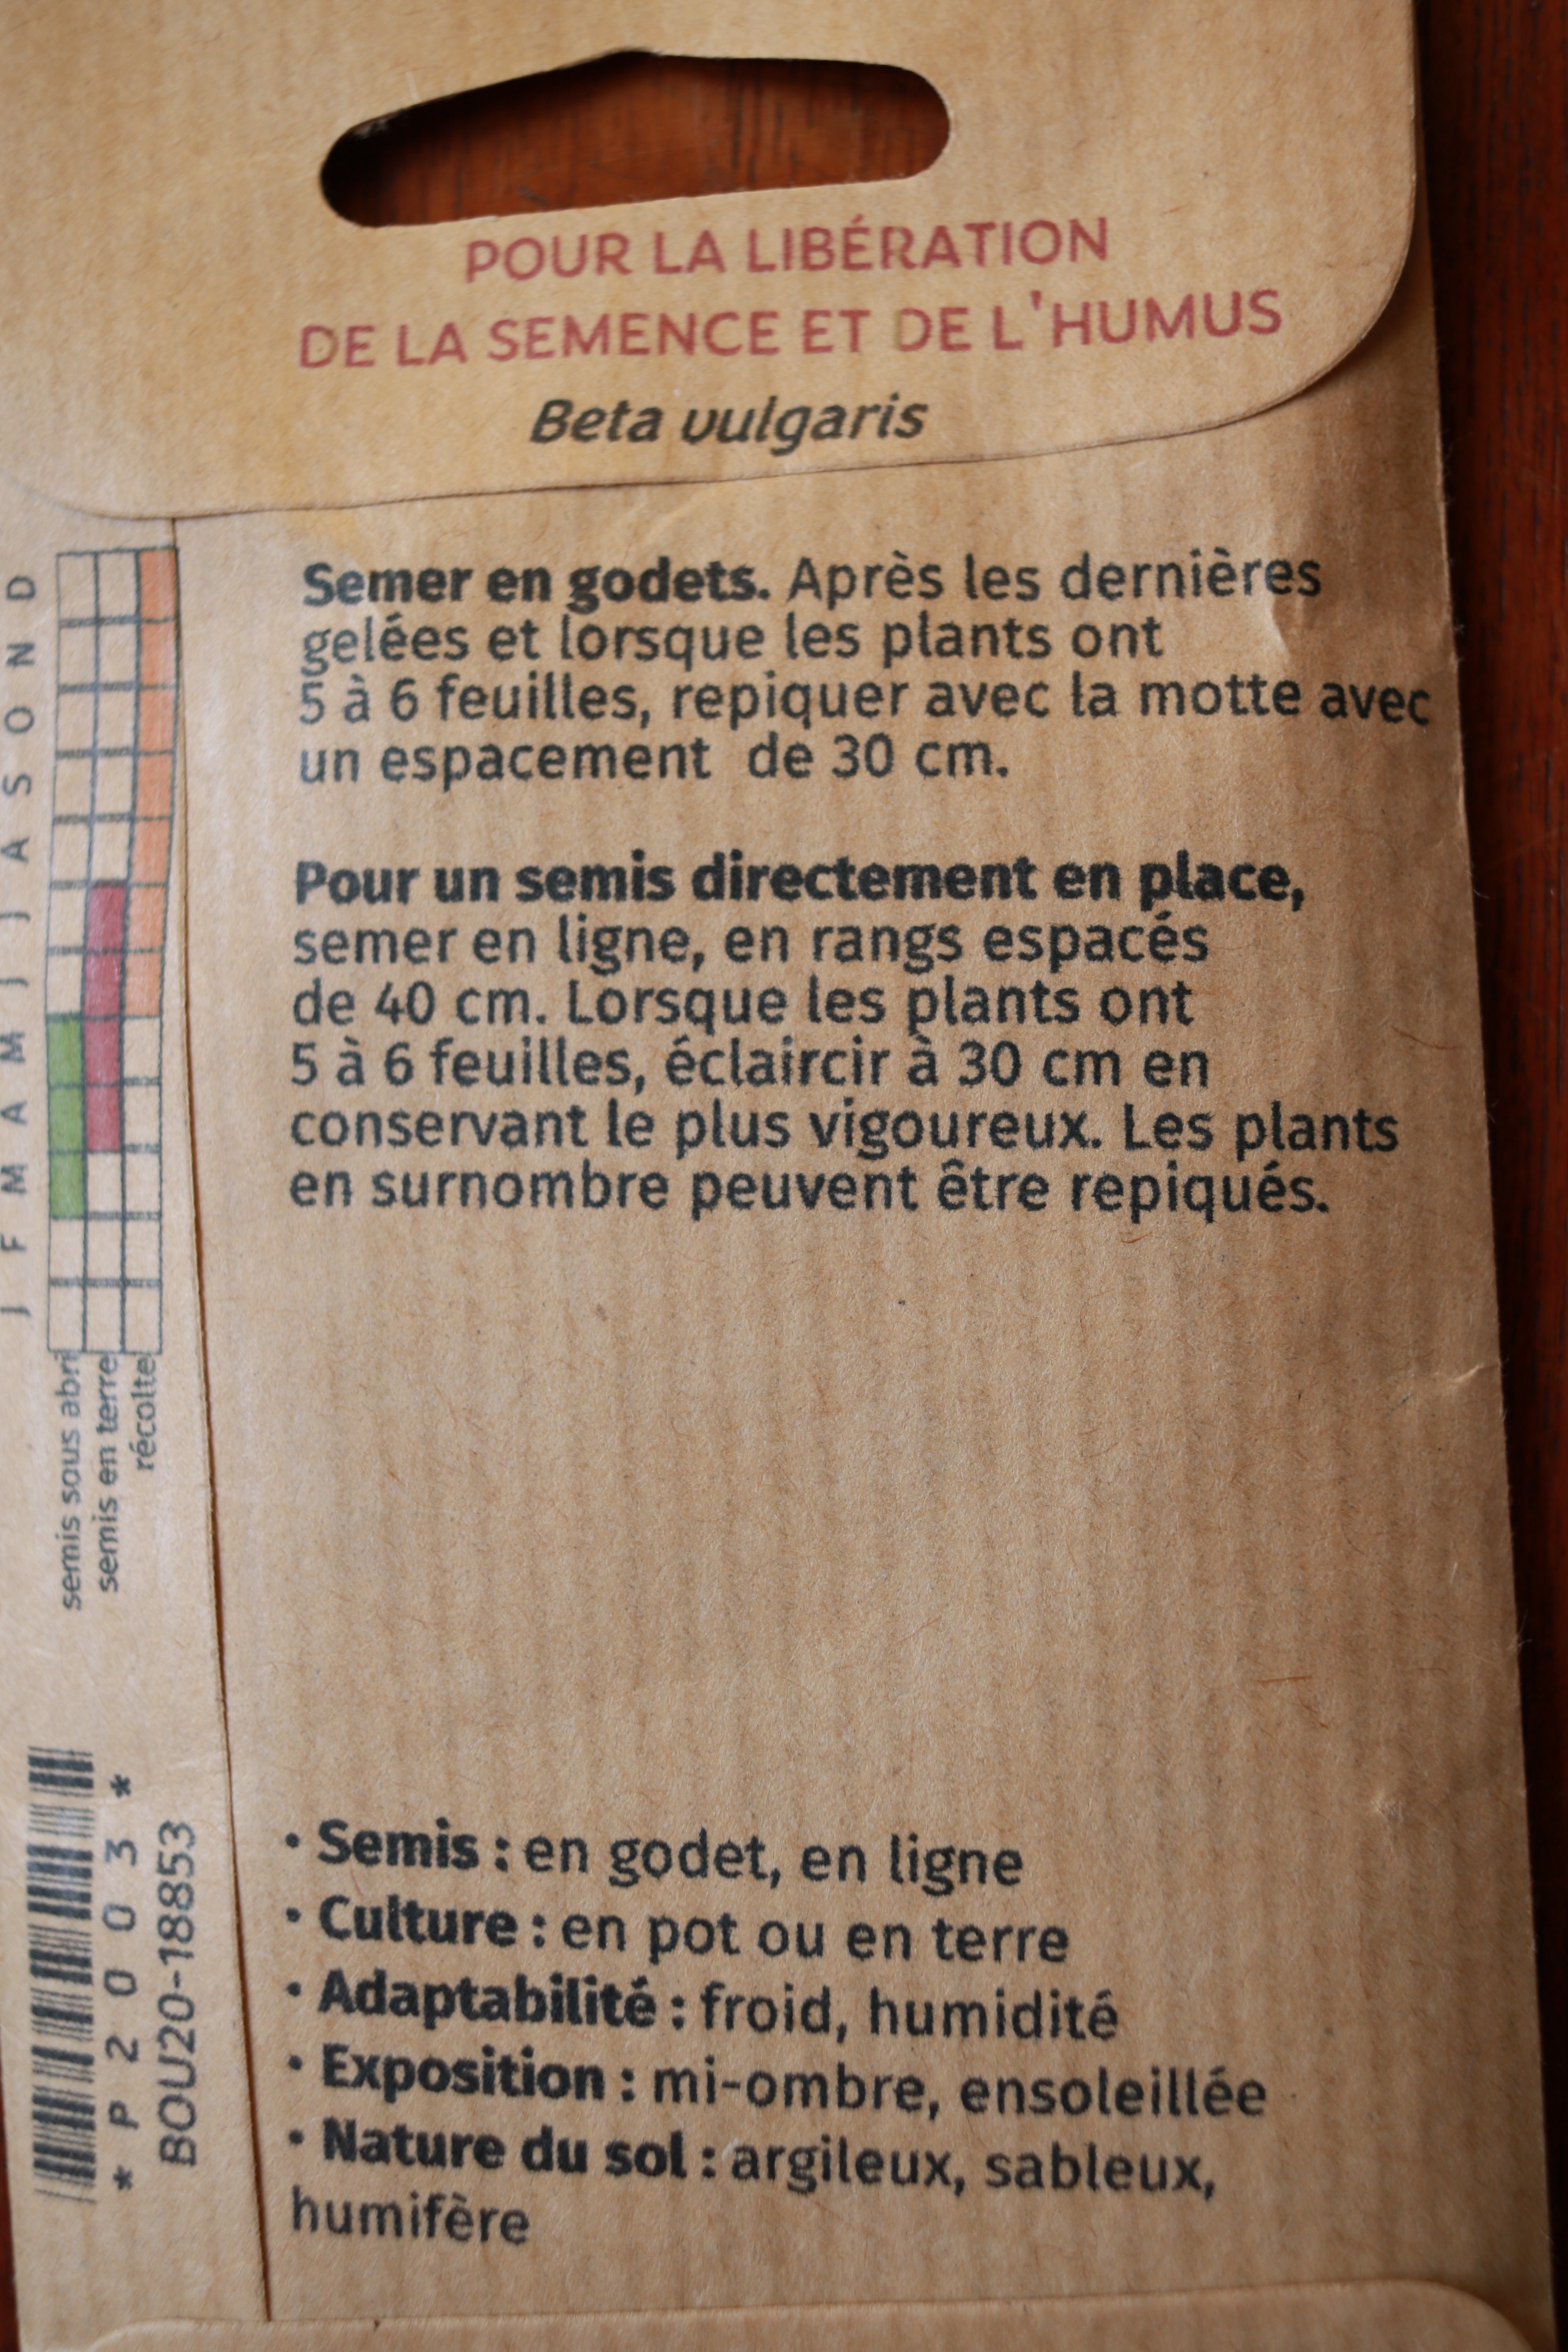 POUR LA LIBÉRATION
DE LA SEMENCE ET DE L'HUMUS
Beta vulgaris
Semer en godets. Après les dernières
gelées et lorsque les plants ont
5 à 6 feuilles, repiquer avec la motte avec
un espacement de 30 cm.
Pour un semis directement en place,
semer en ligne, en rangs espacés
de 40 cm. Lorsque les plants ont
5 à 6 feuilles, éclaircir à 30 cm en
conservant le plus vigoureux. Les plants
en surnombre peuvent être repiqués.
• Semis : en godet, en ligne
• Culture : en pot ou en terre
• Adaptabilité : froid, humidité
• Exposition : mi-ombre, ensoleillée
• Nature du sol : argileux, sableux,
humifère
J F M A M J J A S O N D
semis sous abri
semis en terre
récolte
* P 2 0 0 3 *
BOU20-18853